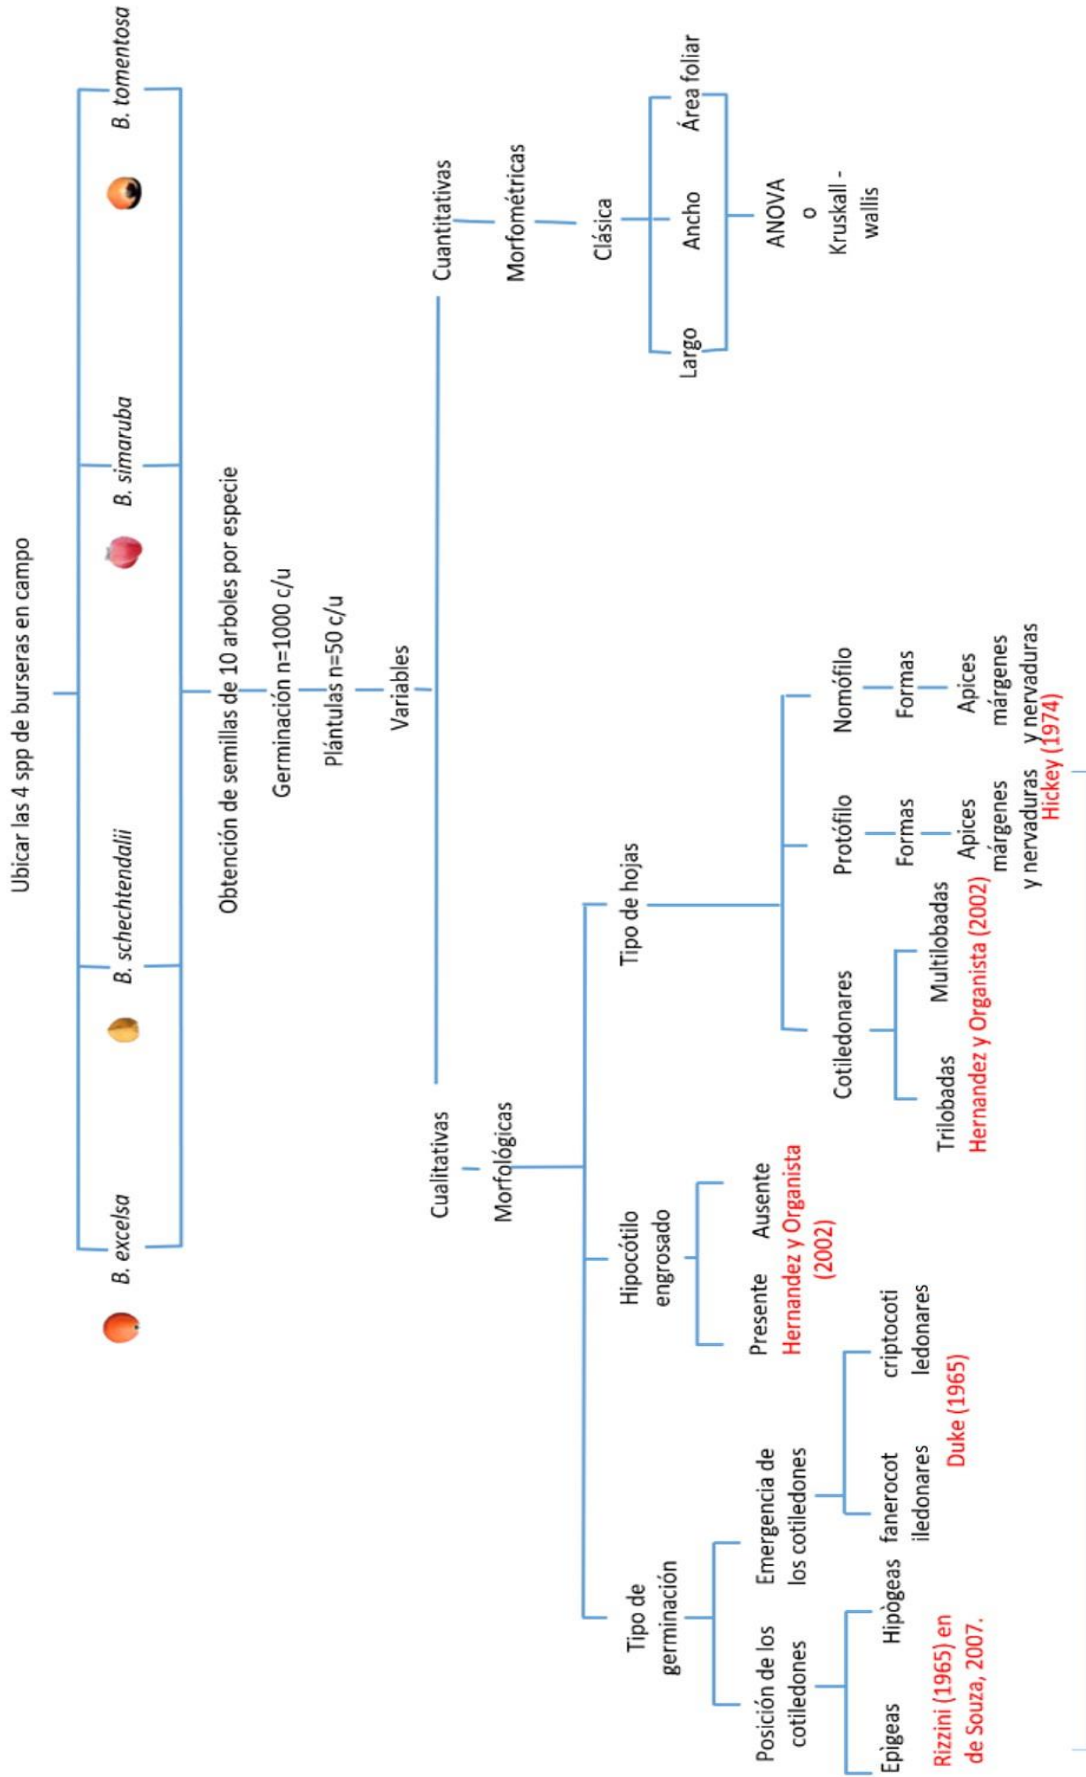 Ubicar las 4 spp de burseras en campo
B. excelsa
B. schechtendalii
B. simaruba
B. tomentosa
Obtención de semillas de 10 arboles por especie
Germinación n=1000 c/u
Plántulas n=50 c/u
Variables
Cualitativas
Morfológicas
Tipo de
germinación
Posición de los
cotiledones
Epìgeas
Hipògeas
Rizzini (1965) en
de Souza, 2007.
Emergencia de
los cotiledones
fanerocot
iledonares
criptocoti
ledonares
Duke (1965)
Hipocótilo
engrosado
Presente
Ausente
Hernandez y Organista
(2002)
Tipo de hojas
Cotiledonares
Trilobadas
Multilobadas
Hernandez y Organista (2002)
Protófilo
Formas
Apices
márgenes
y nervaduras
Nomófilo
Formas
Apices
márgenes
y nervaduras
Hickey (1974)
Cuantitativas
Morfométricas
Clásica
Largo
Ancho
Área foliar
ANOVA
o
Kruskall -
wallis